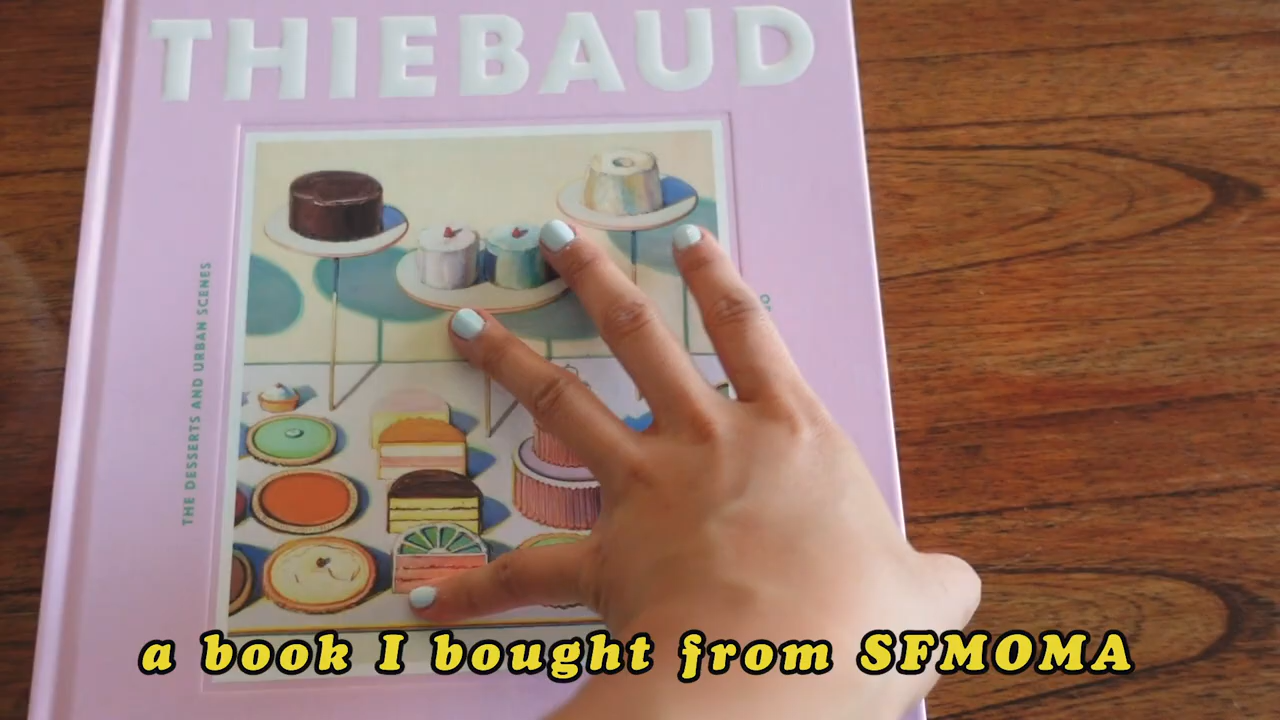 THIEBAUD
THE DESSERTS AND URBAN SCENES
a book I bought from SFMOMA